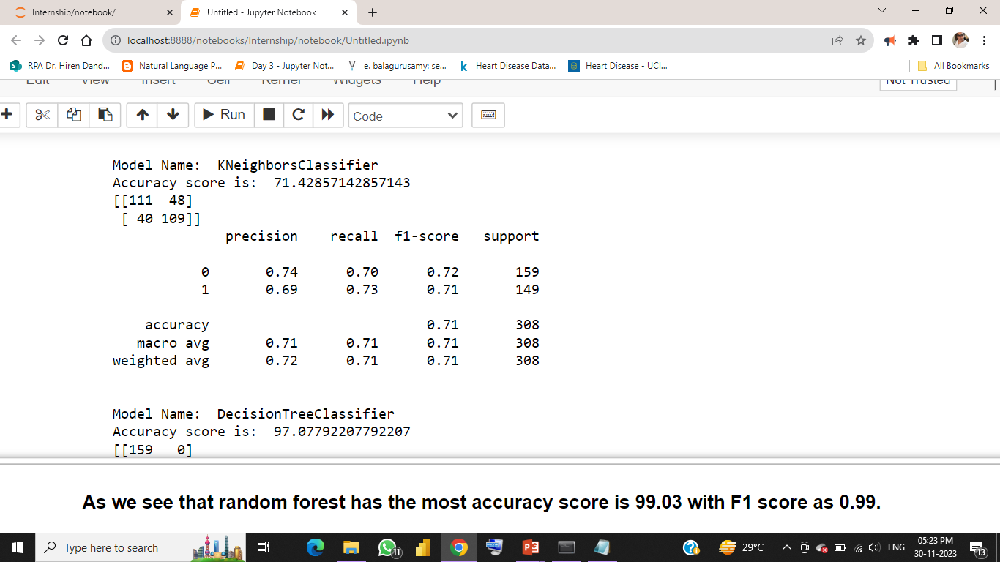 Internship/notebook/
Untitled - Jupyter Notebook
localhost:8888/notebooks/Internship/notebook/Untitled.ipynb
RPA Dr. Hiren Dand... Natural Language P... Day 3 - Jupyter Not... e. balagurusamy: se... Heart Disease Data... Heart Disease - UCI... All Bookmarks
Edit View Insert Cell Kernel Widgets Help Not Trusted
Run Code
Model Name:  KNeighborsClassifier
Accuracy score is:  71.42857142857143
[[111  48]
 [ 40 109]]
              precision    recall  f1-score   support
           0       0.74      0.70      0.72       159
           1       0.69      0.73      0.71       149
    accuracy                           0.71       308
   macro avg       0.71      0.71      0.71       308
weighted avg       0.72      0.71      0.71       308
Model Name:  DecisionTreeClassifier
Accuracy score is:  97.07792207792207
[[159   0]
As we see that random forest has the most accuracy score is 99.03 with F1 score as 0.99.
Type here to search
11
29°C
ENG
05:23 PM
30-11-2023
13